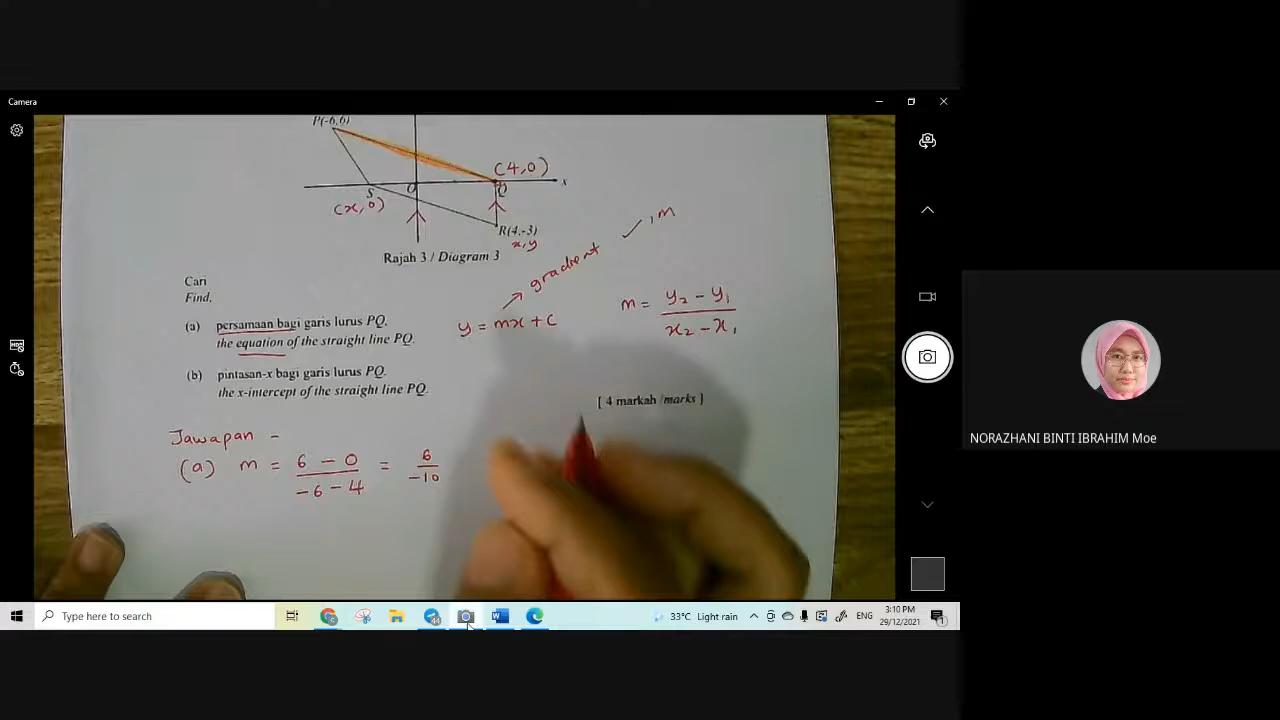 Camera
P(-6,6)
(4,0)
x
O
Q
S
(x,0)
R(4,-3)
x,y
Rajah 3 / Diagram 3
gradient ✓, m
Cari
Find,
(a) persamaan bagi garis lurus PQ,
the equation of the straight line PQ.
y = mx + c
m = y₂ - y₁ / x₂ - x₁
(b) pintasan-x bagi garis lurus PQ.
the x-intercept of the straight line PQ.
[ 4 markah /marks ]
Jawapan -
(a) m = 6 - 0 / -6 - 4 = 6 / -10
NORAZHANI BINTI IBRAHIM Moe
Type here to search
33°C Light rain
ENG
3:10 PM
29/12/2021